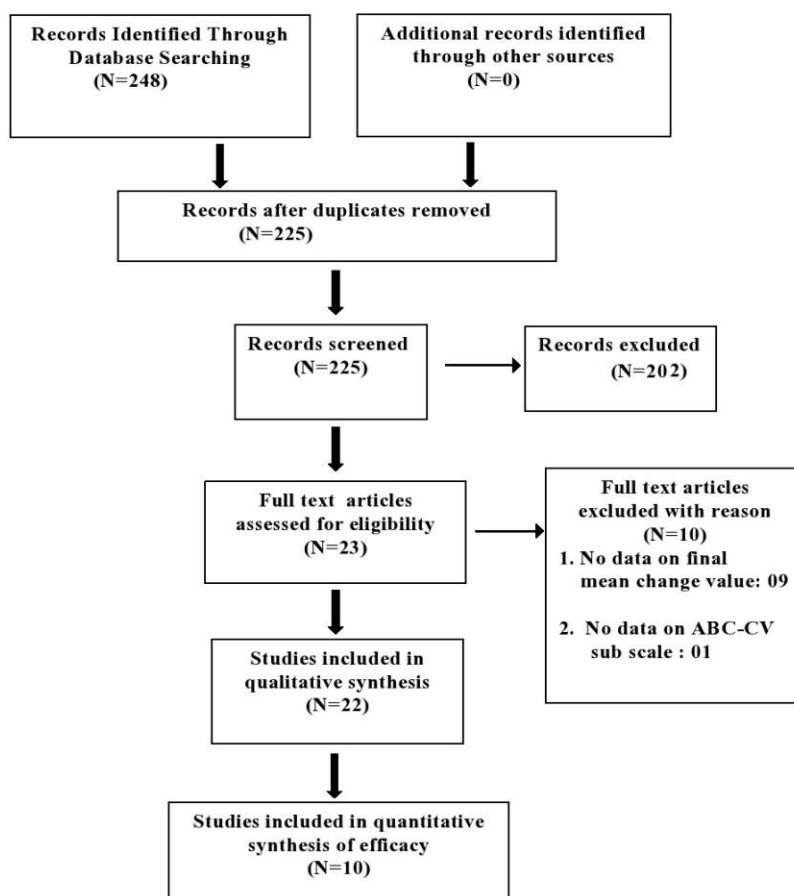 Records Identified Through
Database Searching
(N=248)
Additional records identified
through other sources
(N=0)
Records after duplicates removed
(N=225)
Records screened
(N=225)
Records excluded
(N=202)
Full text articles
assessed for eligibility
(N=23)
Full text articles
excluded with reason
(N=10)
1. No data on final
mean change value: 09
2. No data on ABC-CV
sub scale : 01
Studies included in
qualitative synthesis
(N=22)
Studies included in quantitative
synthesis of efficacy
(N=10)